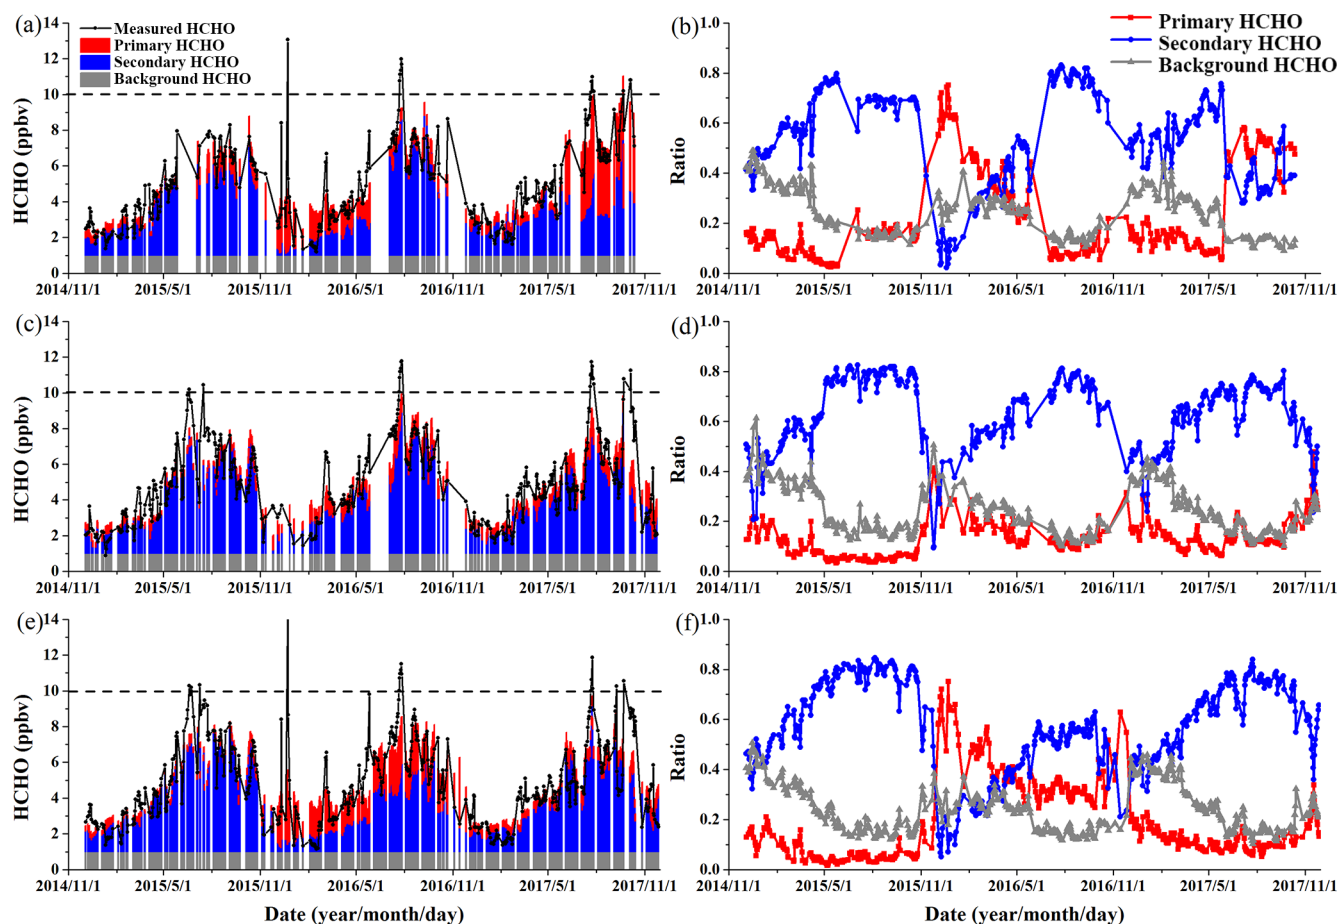 (a)
14
12
10
8
6
4
2
0
HCHO (ppbv)
Measured HCHO
Primary HCHO
Secondary HCHO
Background HCHO
2014/11/1 2015/5/1 2015/11/1 2016/5/1 2016/11/1 2017/5/1 2017/11/1
(b)
1.0
0.8
0.6
0.4
0.2
0.0
Ratio
Primary HCHO
Secondary HCHO
Background HCHO
2014/11/1 2015/5/1 2015/11/1 2016/5/1 2016/11/1 2017/5/1 2017/11/1
(c)
14
12
10
8
6
4
2
0
HCHO (ppbv)
2014/11/1 2015/5/1 2015/11/1 2016/5/1 2016/11/1 2017/5/1 2017/11/1
(d)
1.0
0.8
0.6
0.4
0.2
0.0
Ratio
2014/11/1 2015/5/1 2015/11/1 2016/5/1 2016/11/1 2017/5/1 2017/11/1
(e)
14
12
10
8
6
4
2
0
HCHO (ppbv)
2014/11/1 2015/5/1 2015/11/1 2016/5/1 2016/11/1 2017/5/1 2017/11/1
Date (year/month/day)
(f)
1.0
0.8
0.6
0.4
0.2
0.0
Ratio
2014/11/1 2015/5/1 2015/11/1 2016/5/1 2016/11/1 2017/5/1 2017/11/1
Date (year/month/day)